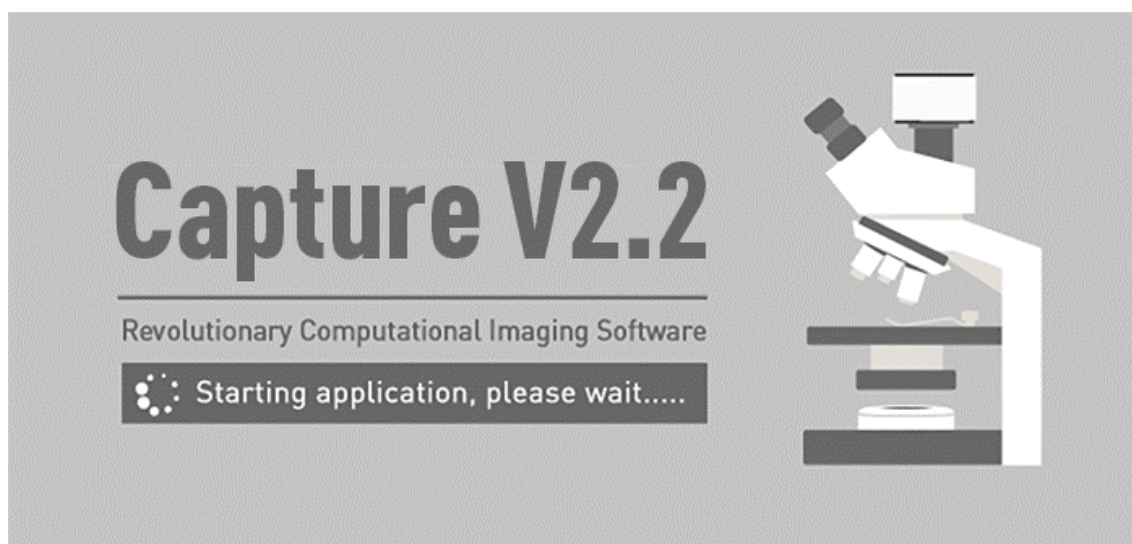 Capture V2.2
Revolutionary Computational Imaging Software
Starting application, please wait.....